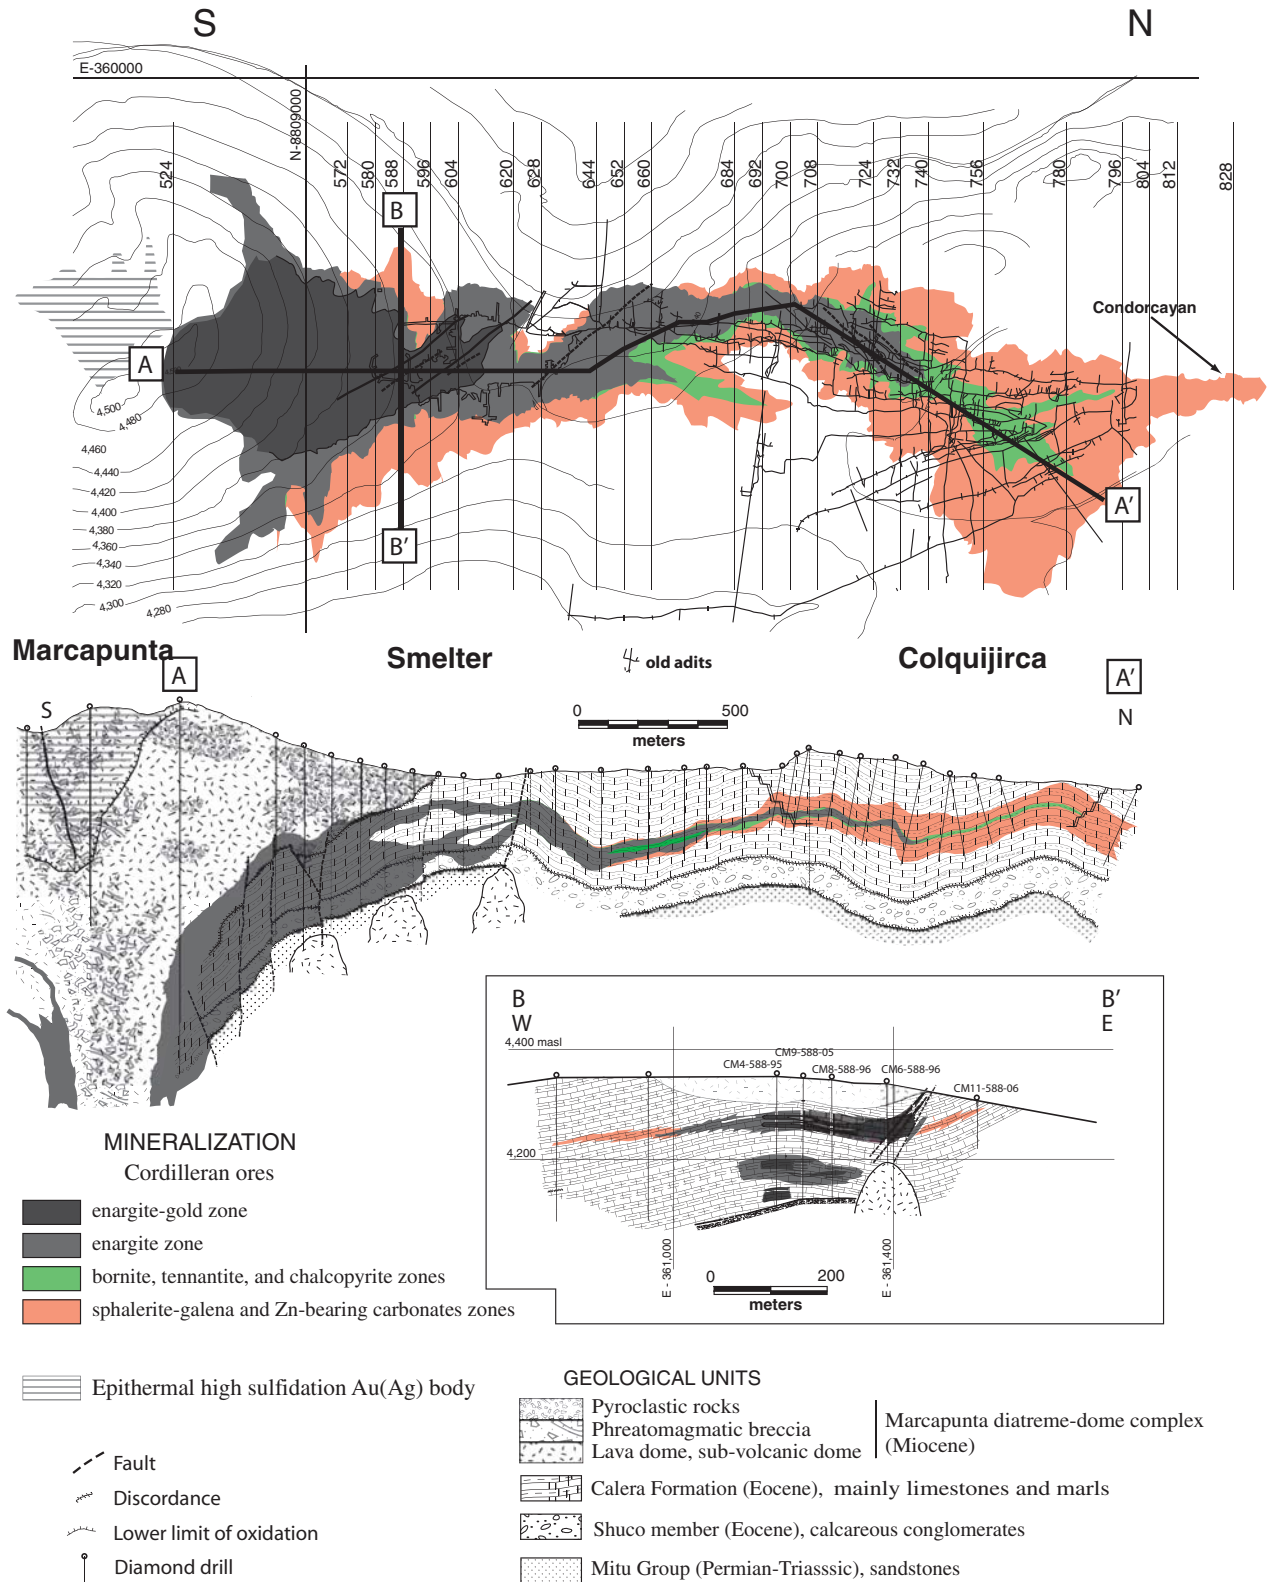 S
N
E-360000
N-8809000
524
572
580
588
596
604
620
628
644
652
660
684
692
700
708
724
732
740
756
780
796
804
812
828
B
Condorcayan
A
4,500
4,480
4,460
4,440
4,420
4,400
4,380
4,360
4,340
4,320
4,300
4,280
A'
B'
Marcapunta
Smelter
old adits
Colquijirca
A
A'
S
N
0 500
meters
B
W
B'
E
4,400 masl
CM9-588-05
CM4-588-95
CM8-588-96
CM6-588-96
CM11-588-06
4,200
E - 361,000
E - 361,400
0 200
meters
MINERALIZATION
Cordilleran ores
enargite-gold zone
enargite zone
bornite, tennantite, and chalcopyrite zones
sphalerite-galena and Zn-bearing carbonates zones
Epithermal high sulfidation Au(Ag) body
Fault
Discordance
Lower limit of oxidation
Diamond drill
GEOLOGICAL UNITS
Pyroclastic rocks
Phreatomagmatic breccia
Lava dome, sub-volcanic dome
Marcapunta diatreme-dome complex
(Miocene)
Calera Formation (Eocene), mainly limestones and marls
Shuco member (Eocene), calcareous conglomerates
Mitu Group (Permian-Triasssic), sandstones